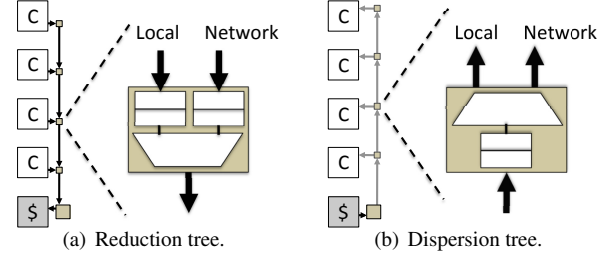 Local Network
C
C
C
C
$
(a) Reduction tree.
Local Network
C
C
C
C
$
(b) Dispersion tree.